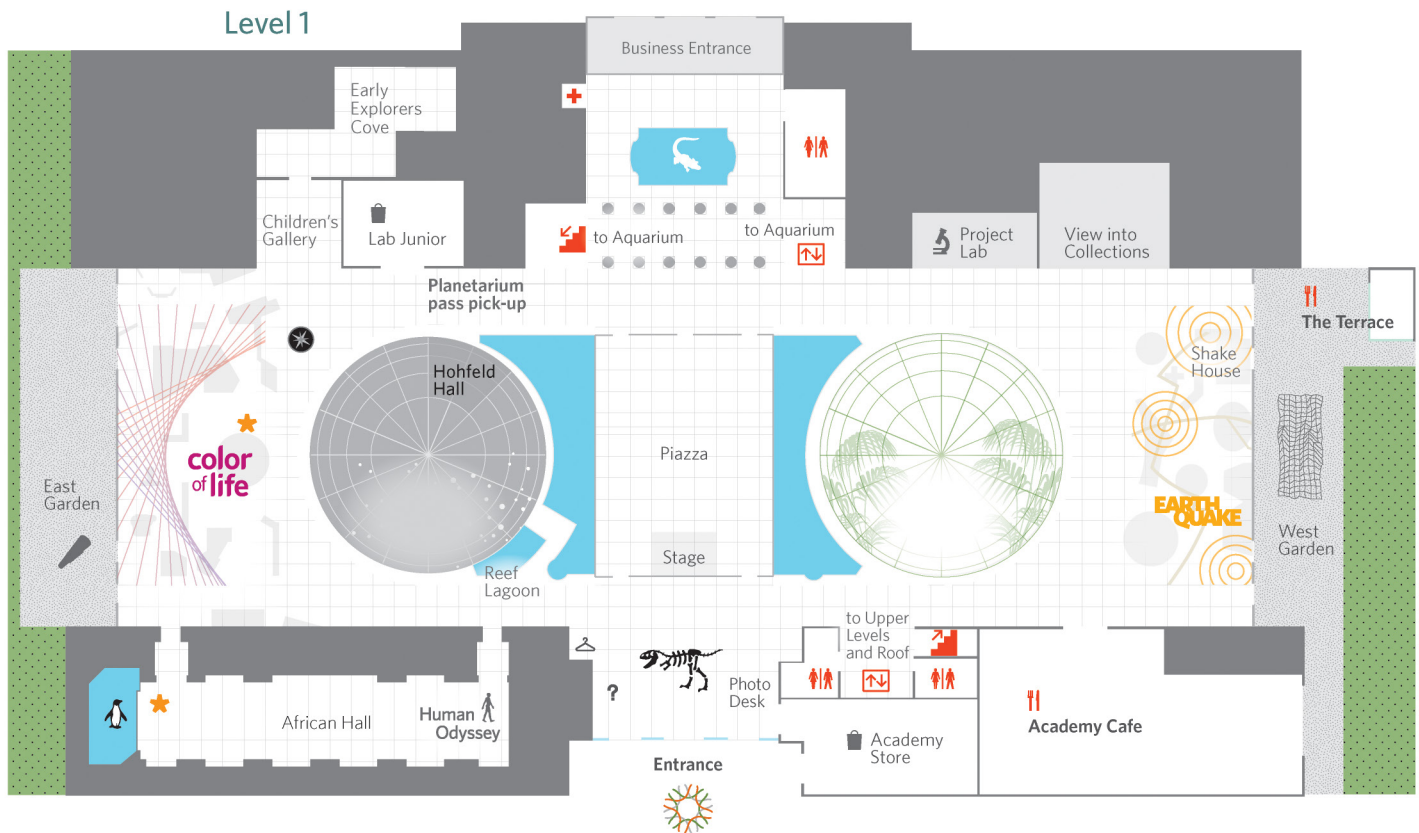 Level 1
Business Entrance
Early
Explorers
Cove
Children's
Gallery
Lab Junior
to Aquarium
to Aquarium
Project
Lab
View into
Collections
Planetarium
pass pick-up
The Terrace
Hohfeld
Hall
Shake
House
color
of life
Piazza
East
Garden
EARTH
QUAKE
West
Garden
Stage
Reef
Lagoon
to Upper
Levels
and Roof
?
Photo
Desk
African Hall
Human
Odyssey
Academy
Store
Academy Cafe
Entrance